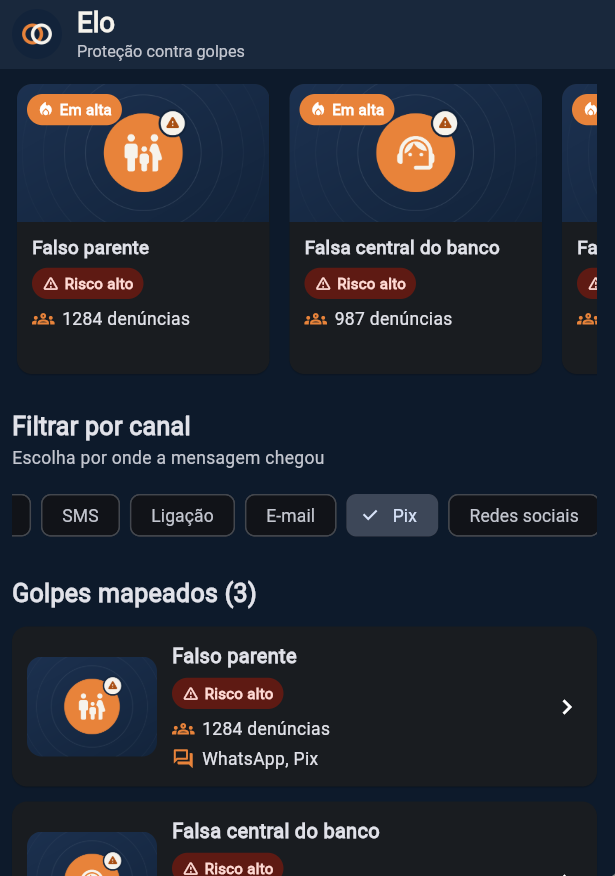 Elo
Proteção contra golpes
Em alta
Em alta
Falso parente
Falsa central do banco
Fa
Risco alto
Risco alto
1284 denúncias
987 denúncias
Filtrar por canal
Escolha por onde a mensagem chegou
SMS
Ligação
E-mail
Pix
Redes sociais
Golpes mapeados (3)
Falso parente
Risco alto
1284 denúncias
WhatsApp, Pix
Falsa central do banco
Risco alto